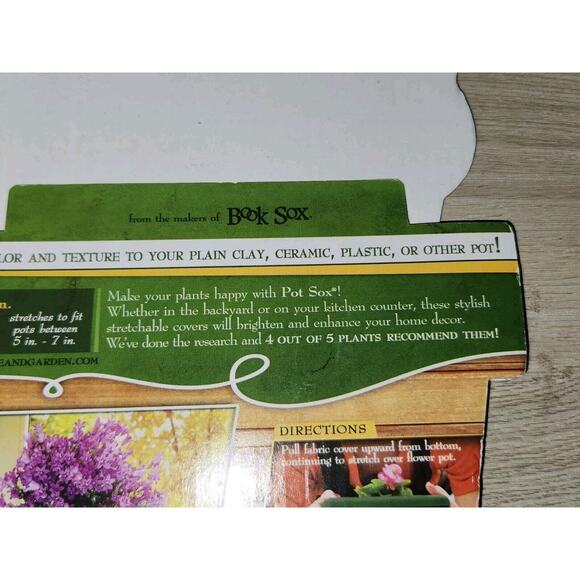 from the makers of Book Sox™
LOR AND TEXTURE TO YOUR PLAIN CLAY, CERAMIC, PLASTIC, OR OTHER POT!
n.
stretches to fit
pots between
5 in. - 7 in.
Make your plants happy with Pot Sox®!
Whether in the backyard or on your kitchen counter, these stylish
stretchable covers will brighten and enhance your home decor.
We've done the research and 4 OUT OF 5 PLANTS RECOMMEND THEM!
EANDGARDEN.COM
DIRECTIONS
Pull fabric cover upward from bottom,
continuing to stretch over flower pot.